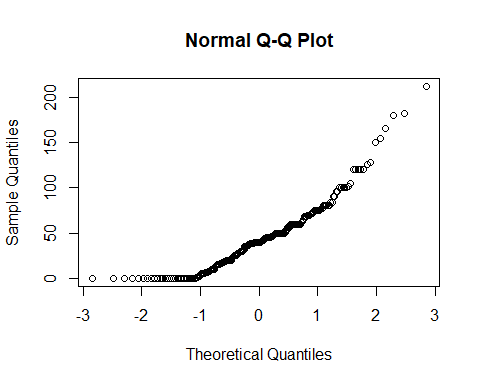 Normal Q-Q Plot
200
150
100
50
0
Sample Quantiles
-3 -2 -1 0 1 2 3
Theoretical Quantiles